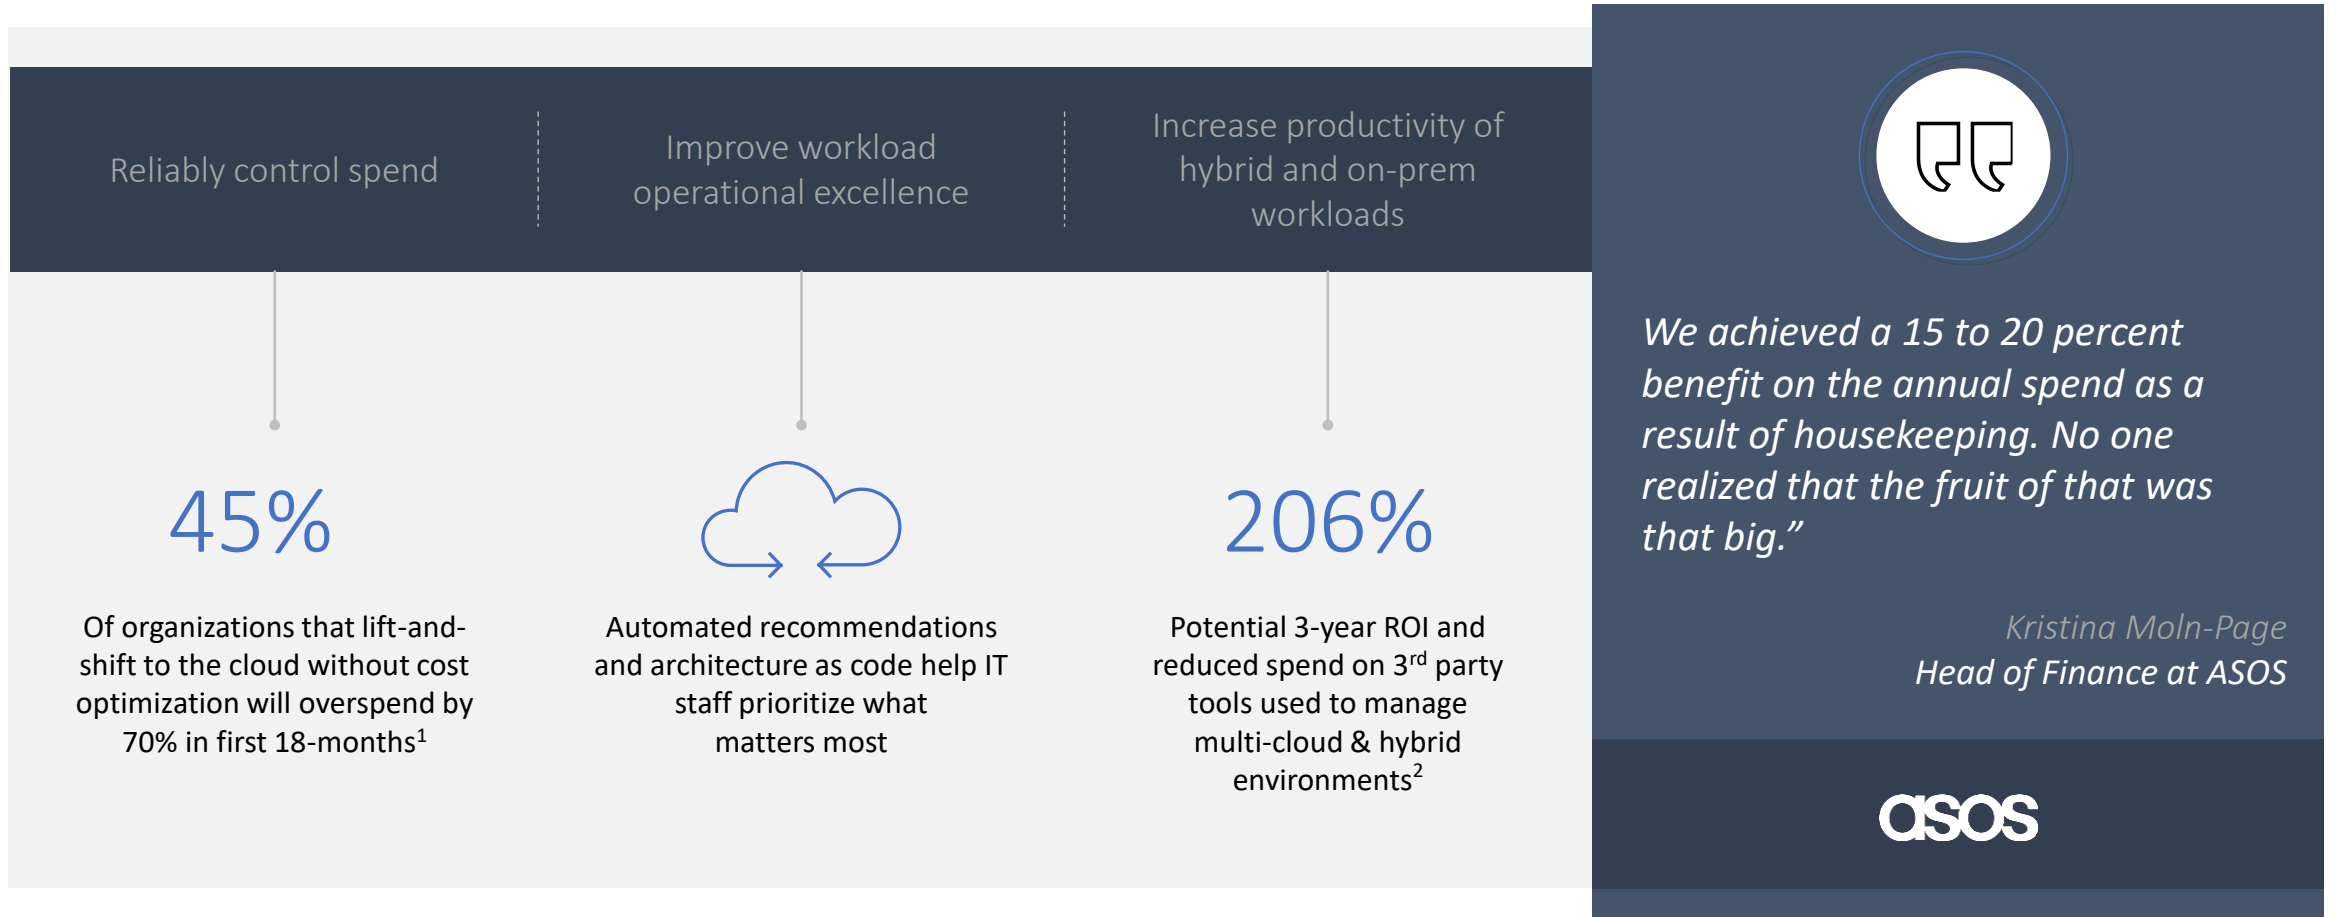 Reliably control spend
Improve workload
operational excellence
Increase productivity of
hybrid and on-prem
workloads
45%
Of organizations that lift-and-
shift to the cloud without cost
optimization will overspend by
70% in first 18-months¹
Automated recommendations
and architecture as code help IT
staff prioritize what
matters most
206%
Potential 3-year ROI and
reduced spend on 3rd party
tools used to manage
multi-cloud & hybrid
environments²
We achieved a 15 to 20 percent
benefit on the annual spend as a
result of housekeeping. No one
realized that the fruit of that was
that big.”
Kristina Moln-Page
Head of Finance at ASOS
asos